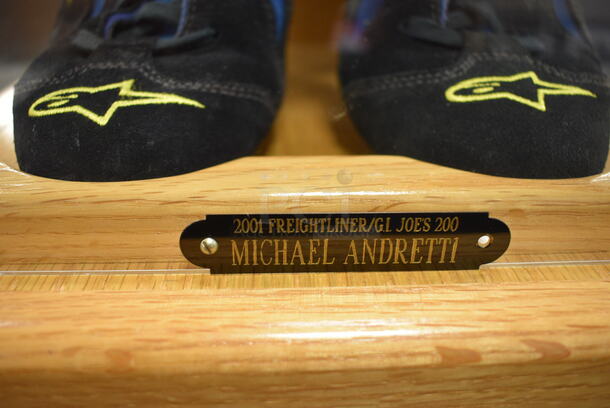 2001 FREIGHTLINER/G.I. JOE'S 200
MICHAEL ANDRETTI